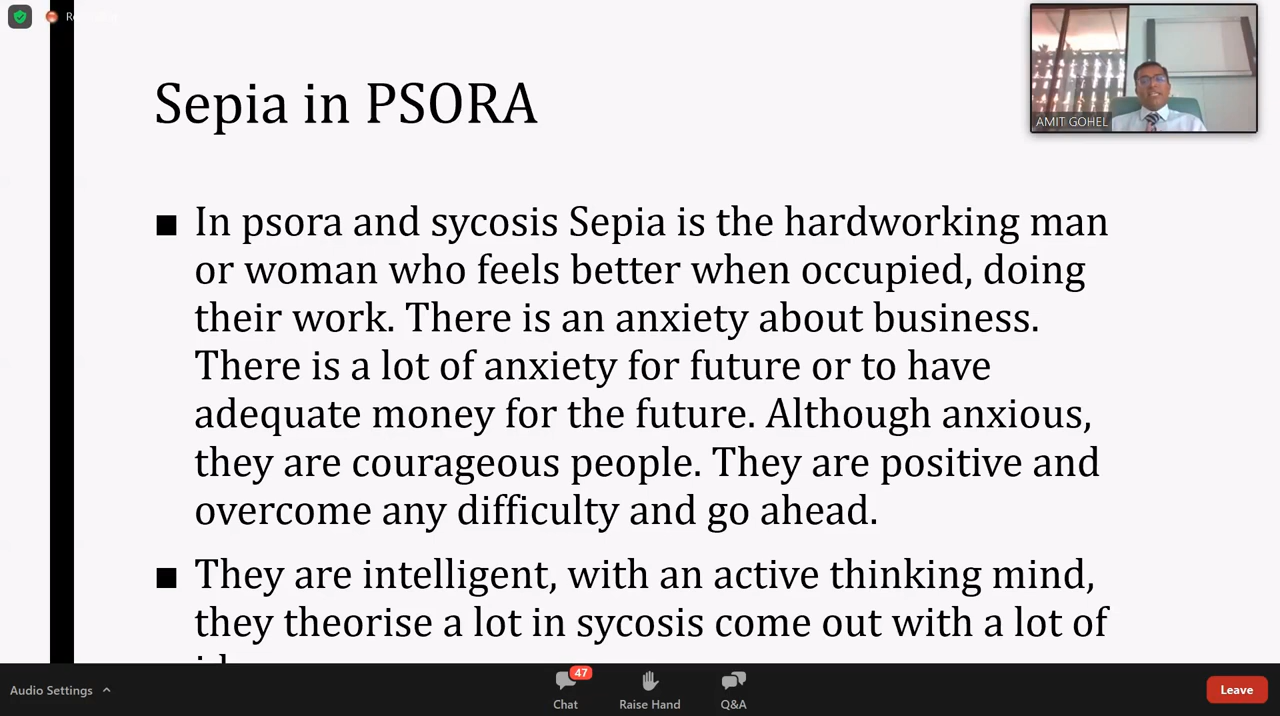 Sepia in PSORA
AMIT GOHEL
■ In psora and sycosis Sepia is the hardworking man
or woman who feels better when occupied, doing
their work. There is an anxiety about business.
There is a lot of anxiety for future or to have
adequate money for the future. Although anxious,
they are courageous people. They are positive and
overcome any difficulty and go ahead.
■ They are intelligent, with an active thinking mind,
they theorise a lot in sycosis come out with a lot of
Audio Settings
47
Chat
Raise Hand
Q&A
Leave